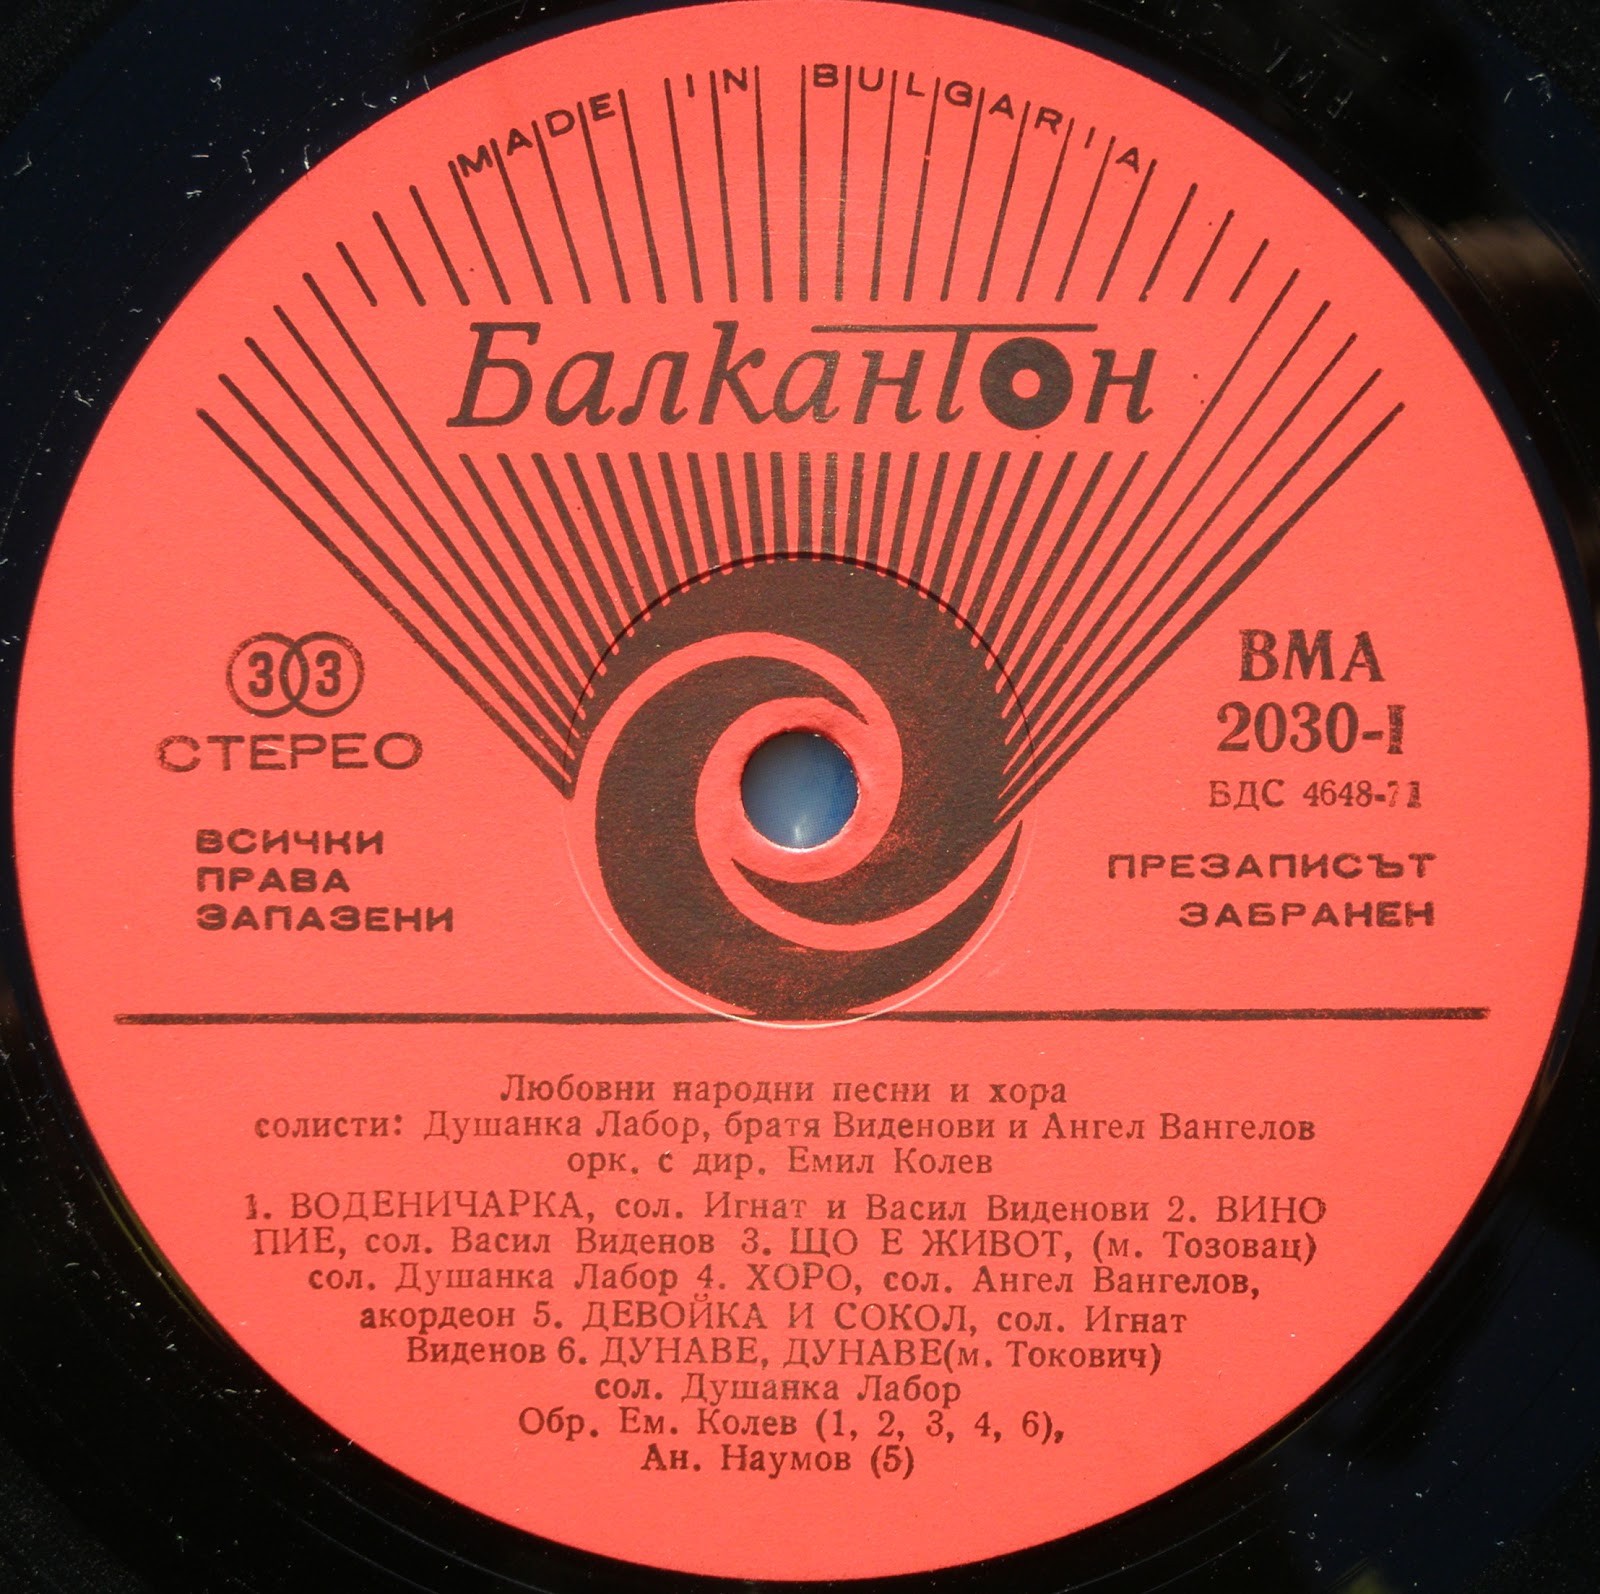 MADE IN BULGARIA
Балкантон
33
СТЕРЕО
ВСИЧКИ
ПРАВА
ЗАПАЗЕНИ
ВМА
2030-I
БДС 4648-71
ПРЕЗАПИСЪТ
ЗАБРАНЕН
Любовни народни песни и хора
солисти: Душанка Лабор, братя Виденови и Ангел Вангелов
орк. с дир. Емил Колев
1. ВОДЕНИЧАРКА, сол. Игнат и Васил Виденови 2. ВИНО
ПИЕ, сол. Васил Виденов 3. ЩО Е ЖИВОТ, (м. Тозовац)
сол. Душанка Лабор 4. ХОРО, сол. Ангел Вангелов,
акордеон 5. ДЕВОЙКА И СОКОЛ, сол. Игнат
Виденов 6. ДУНАВЕ, ДУНАВЕ(м. Токович)
сол. Душанка Лабор
Обр. Ем. Колев (1, 2, 3, 4, 6),
Ан. Наумов (5)